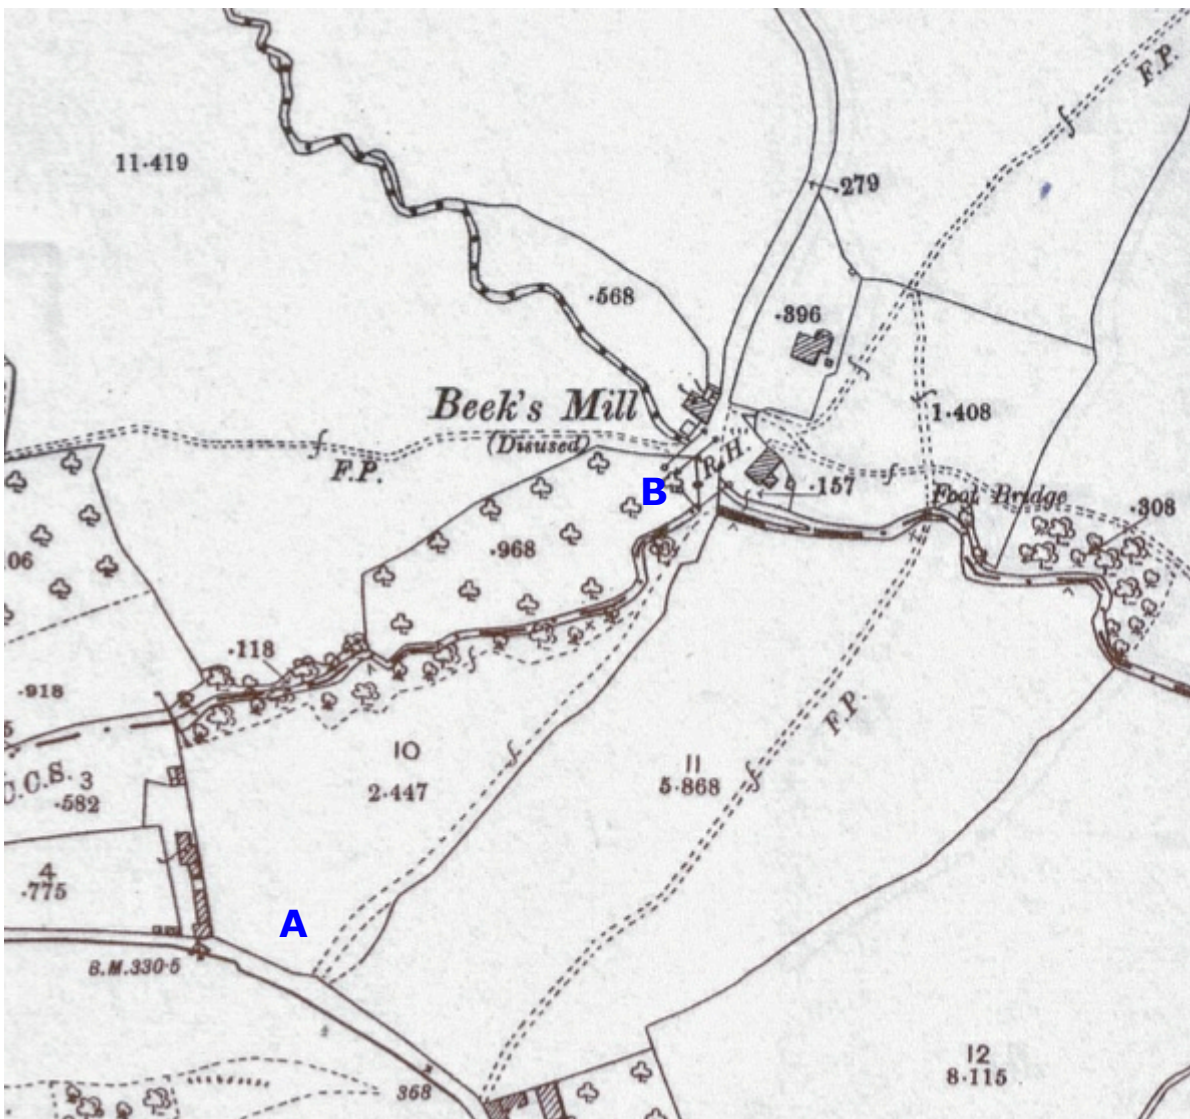 F.P.
11·419
279
·568
·396
Beek's Mill
(Disused)
1·408
F.P.
R.H.
B
·157
Foot Bridge
·308
·968
06
·118
·918
F.P.
10
2·447
11
5·868
C.C.S. 3
·582
4
·775
A
B.M.330·5
12
8·115
368